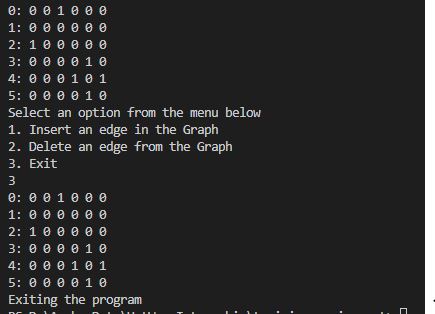 0: 0 0 1 0 0 0
1: 0 0 0 0 0 0
2: 1 0 0 0 0 0
3: 0 0 0 0 1 0
4: 0 0 0 1 0 1
5: 0 0 0 0 1 0
Select an option from the menu below
1. Insert an edge in the Graph
2. Delete an edge from the Graph
3. Exit
3
0: 0 0 1 0 0 0
1: 0 0 0 0 0 0
2: 1 0 0 0 0 0
3: 0 0 0 0 1 0
4: 0 0 0 1 0 1
5: 0 0 0 0 1 0
Exiting the program